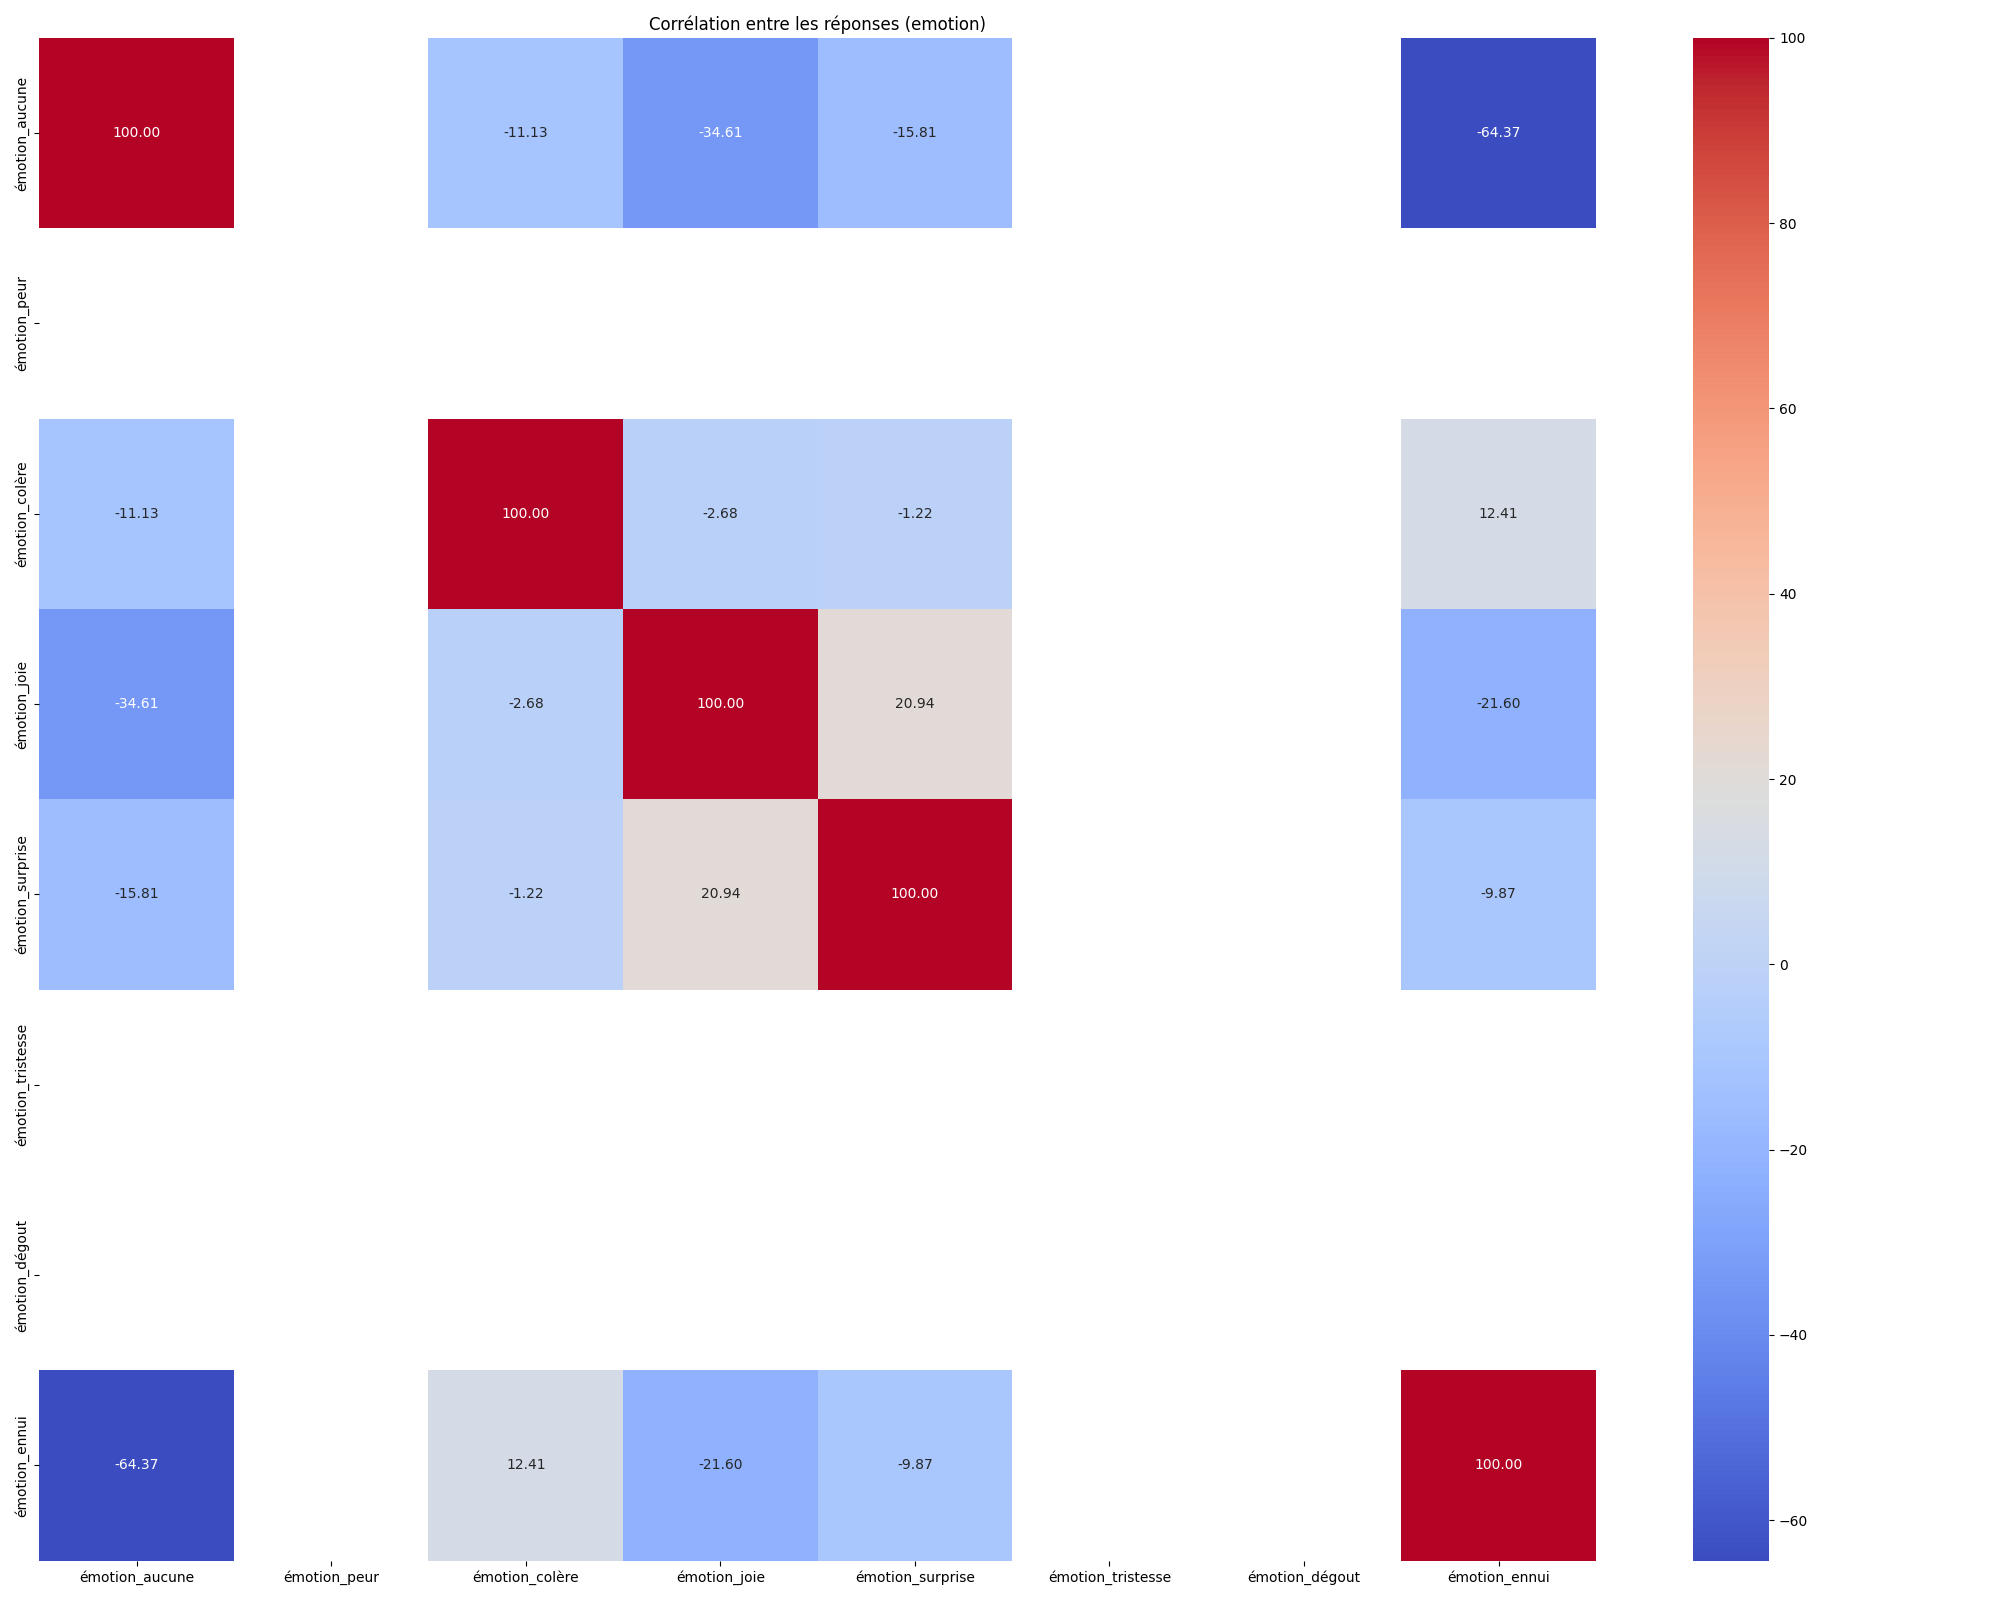 Corrélation entre les réponses (emotion)
émotion_aucune
100.00 -11.13 -34.61 -15.81 -64.37
émotion_peur
émotion_colère
-11.13 100.00 -2.68 -1.22 12.41
émotion_joie
-34.61 -2.68 100.00 20.94 -21.60
émotion_surprise
-15.81 -1.22 20.94 100.00 -9.87
émotion_tristesse
émotion_dégout
émotion_ennui
-64.37 12.41 -21.60 -9.87 100.00
émotion_aucune émotion_peur émotion_colère émotion_joie émotion_surprise émotion_tristesse émotion_dégout émotion_ennui
100
80
60
40
20
0
−20
−40
−60